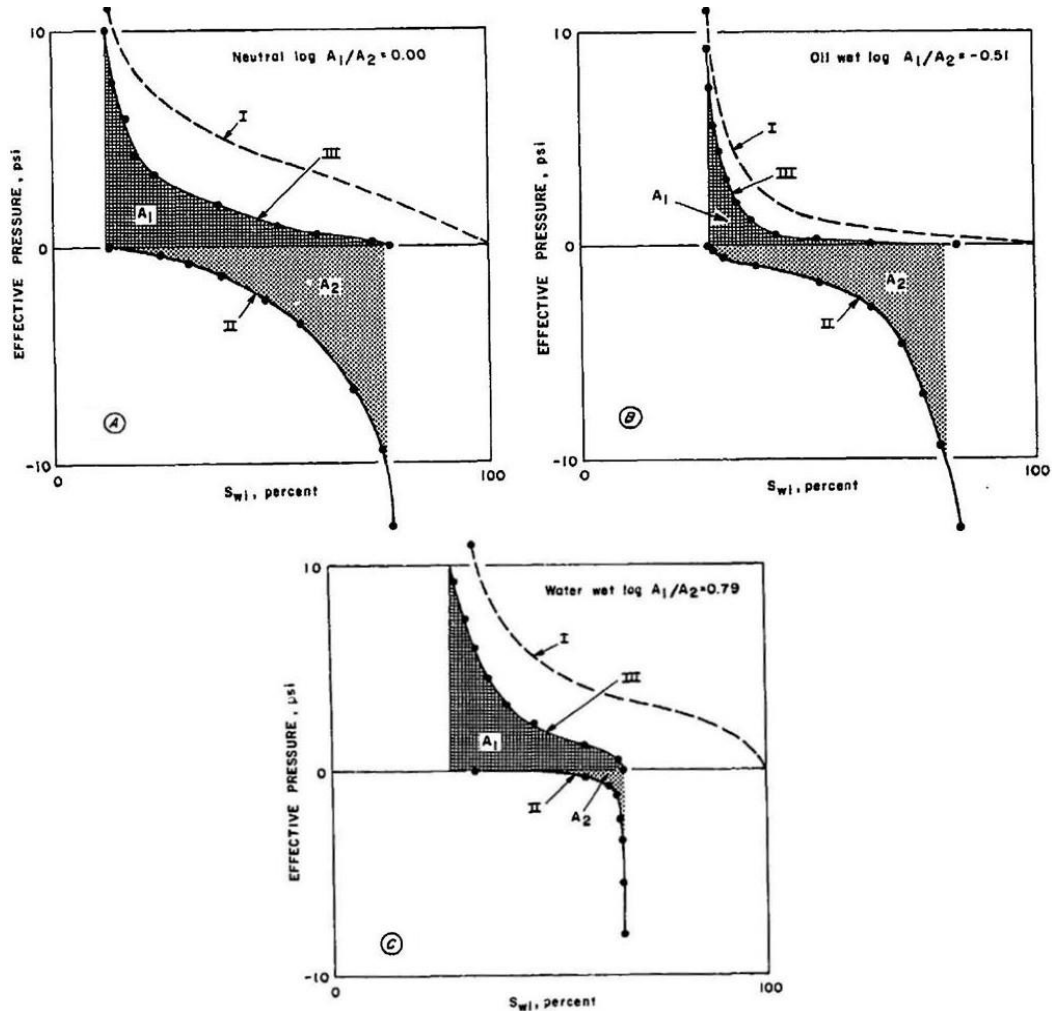 10
Neutral log A1/A2=0.00
I
III
A1
0
A2
II
A
-10
0
100
Swi, percent
EFFECTIVE PRESSURE, psi
10
Oil wet log A1/A2=-0.51
I
III
A1
0
A2
II
B
-10
0
100
Swi, percent
EFFECTIVE PRESSURE, psi
10
Water wet log A1/A2=0.79
I
III
A1
0
II
A2
C
-10
0
100
Swi, percent
EFFECTIVE PRESSURE, psi